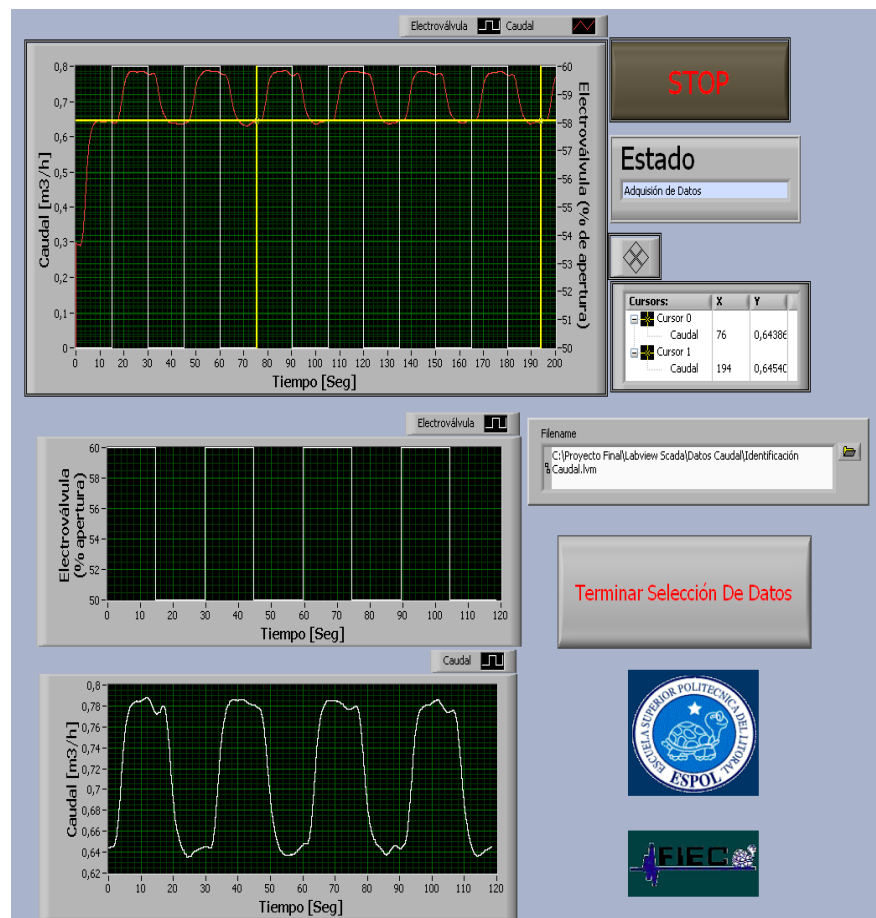 Electroválvula Caudal
0,8
0,7
0,6
0,5
0,4
0,3
0,2
0,1
0
Caudal [m3/h]
60
59
58
57
56
55
54
53
52
51
50
Electroválvula (% de apertura)
0 10 20 30 40 50 60 70 80 90 100 110 120 130 140 150 160 170 180 190 200
Tiempo [Seg]
STOP
Estado
Adquisión de Datos
Cursors: X Y
Cursor 0
Caudal 76 0,64386
Cursor 1
Caudal 194 0,6454
Electroválvula
60
58
56
54
52
50
Electroválvula
(% apertura)
0 10 20 30 40 50 60 70 80 90 100 110 120
Tiempo [Seg]
Filename
C:\Proyecto Final\Labview Scada\Datos Caudal\Identificación
Caudal.lvm
Terminar Selección De Datos
Caudal
0,8
0,78
0,76
0,74
0,72
0,7
0,68
0,66
0,64
0,62
Caudal [m3/h]
0 10 20 30 40 50 60 70 80 90 100 110 120
Tiempo [Seg]
ESCUELA SUPERIOR POLITECNICA DEL LITORAL
ESPOL
FIEC